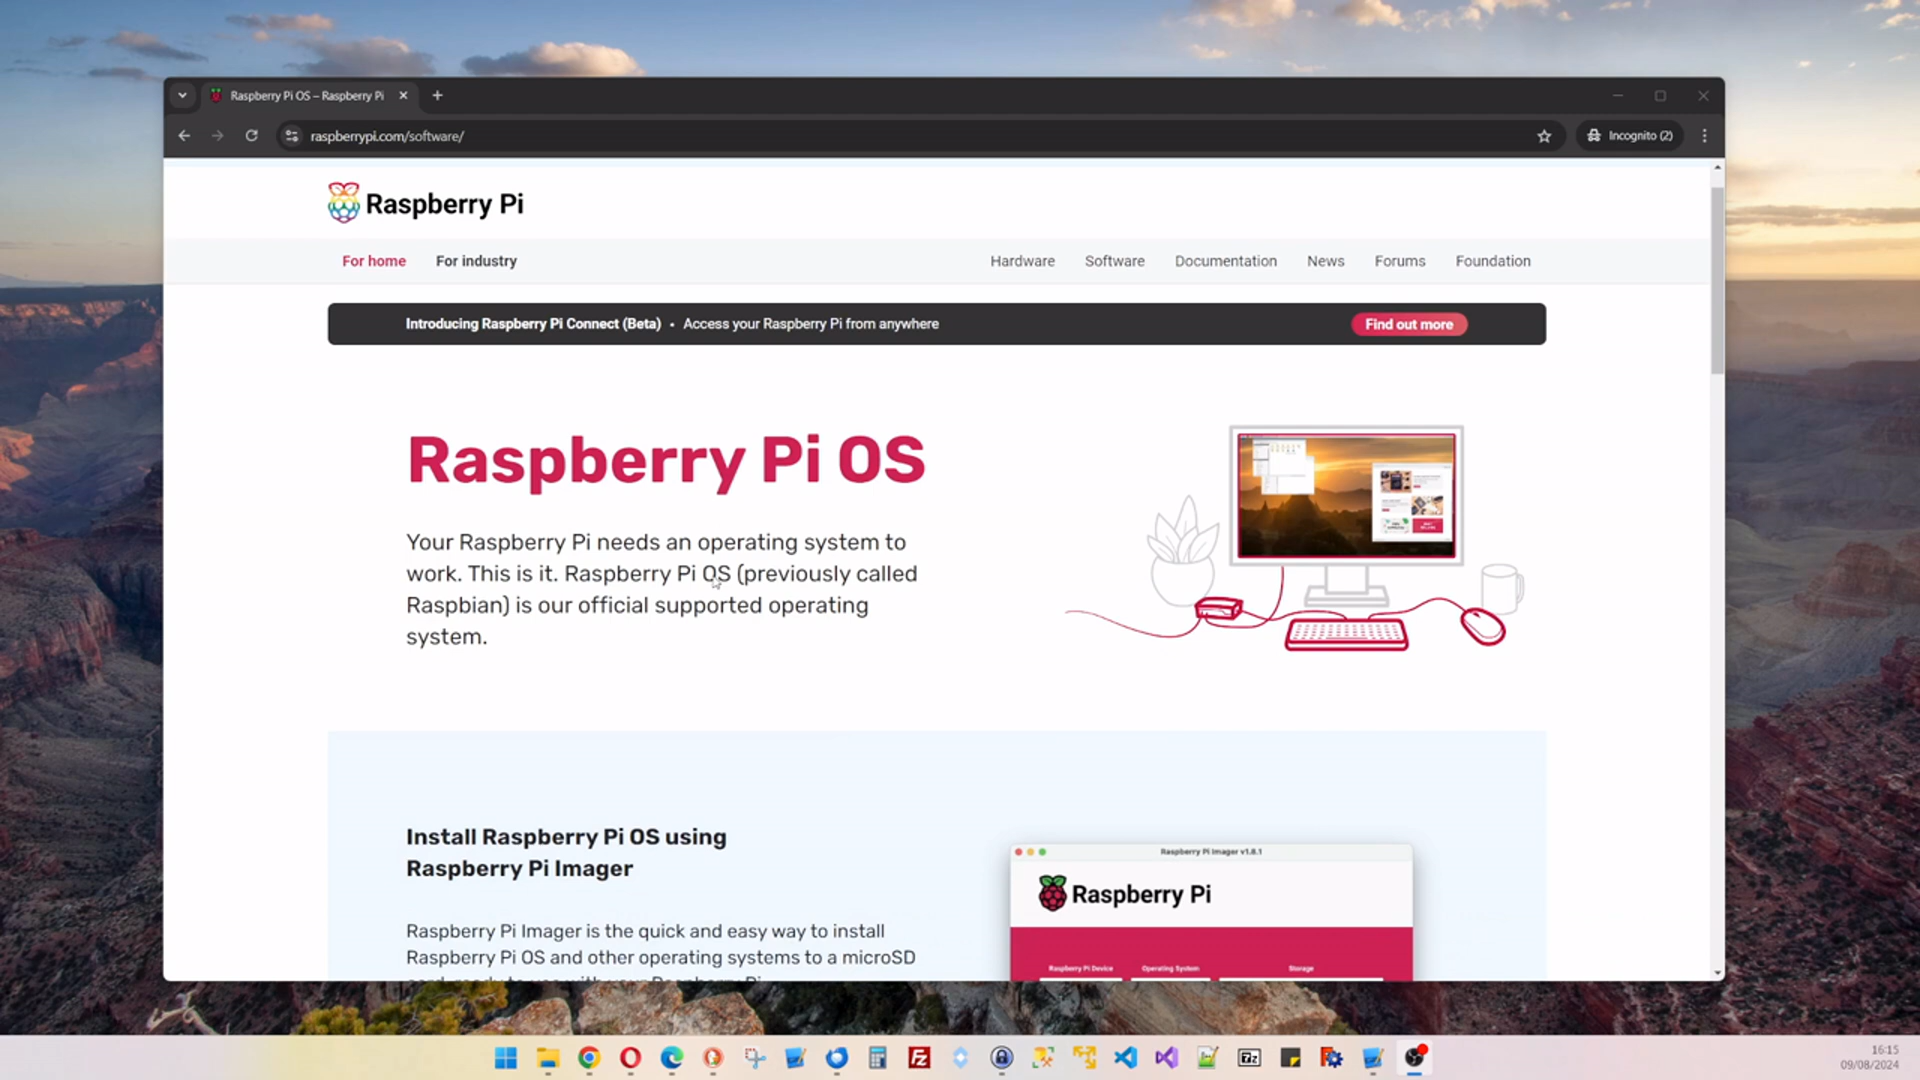 Raspberry Pi OS – Raspberry Pi
raspberrypi.com/software/
Incognito (2)
Raspberry Pi
For home
For industry
Hardware
Software
Documentation
News
Forums
Foundation
Introducing Raspberry Pi Connect (Beta) • Access your Raspberry Pi from anywhere
Find out more
Raspberry Pi OS
Your Raspberry Pi needs an operating system to
work. This is it. Raspberry Pi OS (previously called
Raspbian) is our official supported operating
system.
Install Raspberry Pi OS using
Raspberry Pi Imager
Raspberry Pi Imager is the quick and easy way to install
Raspberry Pi OS and other operating systems to a microSD
Raspberry Pi Imager v1.8.1
Raspberry Pi
Raspberry Pi Device
Operating System
Storage
Fz
7z
16:15
09/08/2024